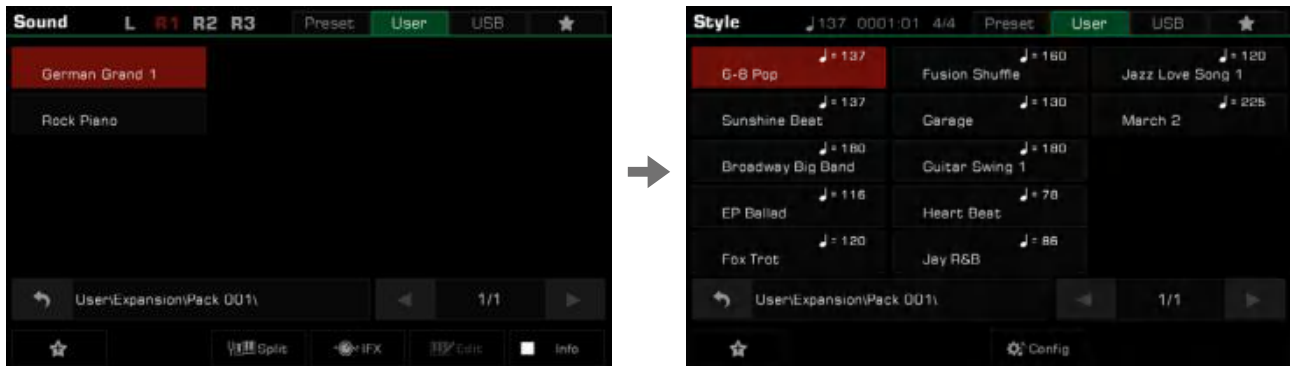 Sound L R1 R2 R3 Preset User USB
German Grand 1
Rock Piano
User\Expansion\Pack 001\ 1/1
Split IFX Edit Info
Style ♩137 0001:01 4/4 Preset User USB
♩= 137 ♩= 160 ♩= 120
6-8 Pop Fusion Shuffle Jazz Love Song 1
♩= 137 ♩= 130 ♩= 225
Sunshine Beat Garage March 2
♩= 180 ♩= 180
Broadway Big Band Guitar Swing 1
♩= 116 ♩= 78
EP Ballad Heart Beat
♩= 120 ♩= 86
Fox Trot Jay R&B
User\Expansion\Pack 001\ 1/1
Config